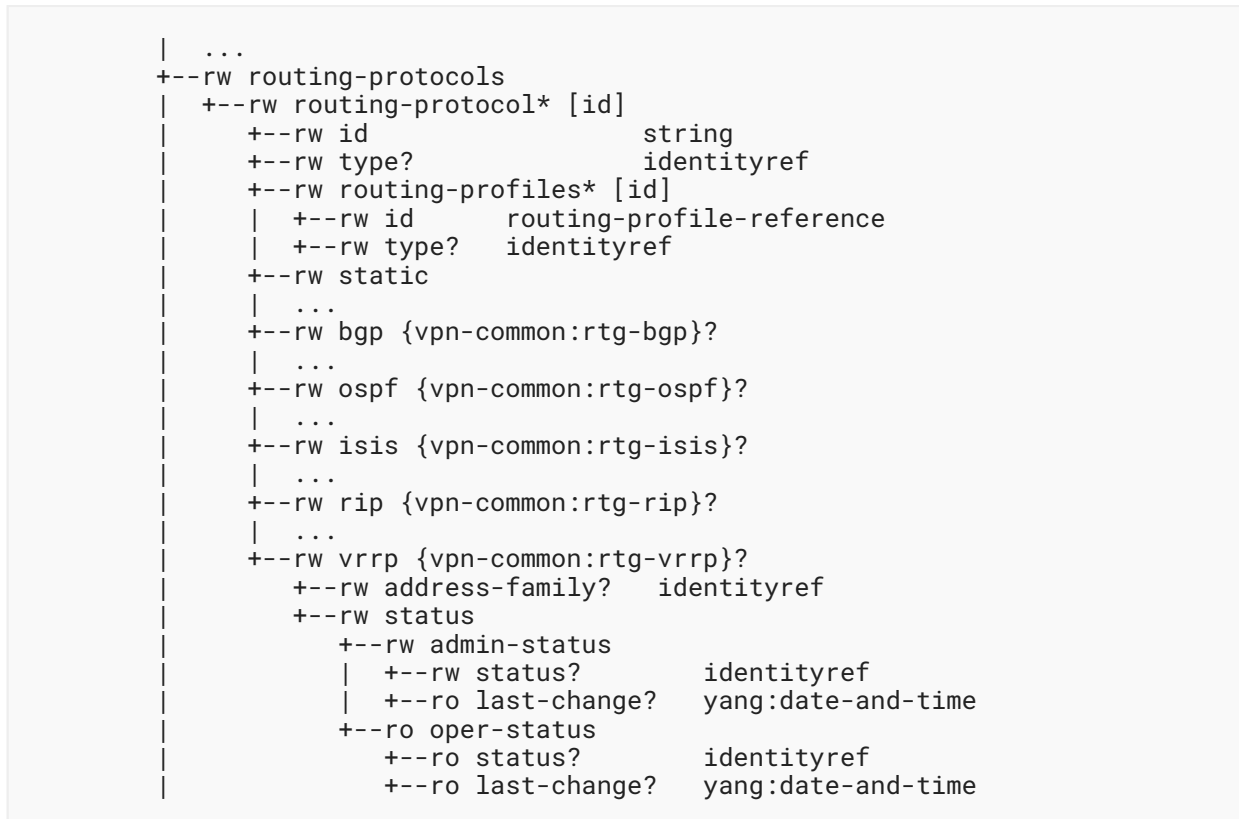 |  ...
+--rw routing-protocols
|  +--rw routing-protocol* [id]
|     +--rw id                  string
|     +--rw type?               identityref
|     +--rw routing-profiles* [id]
|     |  +--rw id      routing-profile-reference
|     |  +--rw type?   identityref
|     +--rw static
|     |  ...
|     +--rw bgp {vpn-common:rtg-bgp}?
|     |  ...
|     +--rw ospf {vpn-common:rtg-ospf}?
|     |  ...
|     +--rw isis {vpn-common:rtg-isis}?
|     |  ...
|     +--rw rip {vpn-common:rtg-rip}?
|     |  ...
|     +--rw vrrp {vpn-common:rtg-vrrp}?
|        +--rw address-family?   identityref
|        +--rw status
|           +--rw admin-status
|           |  +--rw status?        identityref
|           |  +--ro last-change?   yang:date-and-time
|           +--ro oper-status
|              +--ro status?        identityref
|              +--ro last-change?   yang:date-and-time